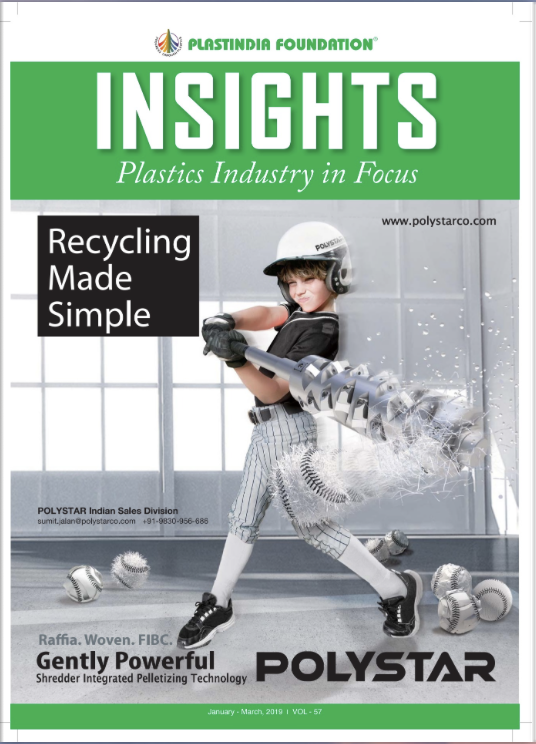 PLASTINDIA FOUNDATION®
INSIGHTS
Plastics Industry in Focus
www.polystarco.com
Recycling
Made
Simple
POLYSTAR
POLYSTAR Indian Sales Division
sumit.jalan@polystarco.com +91-9830-956-686
Raffia. Woven. FIBC.
Gently Powerful
Shredder Integrated Pelletizing Technology
POLYSTAR
January - March, 2019 I VOL - 57